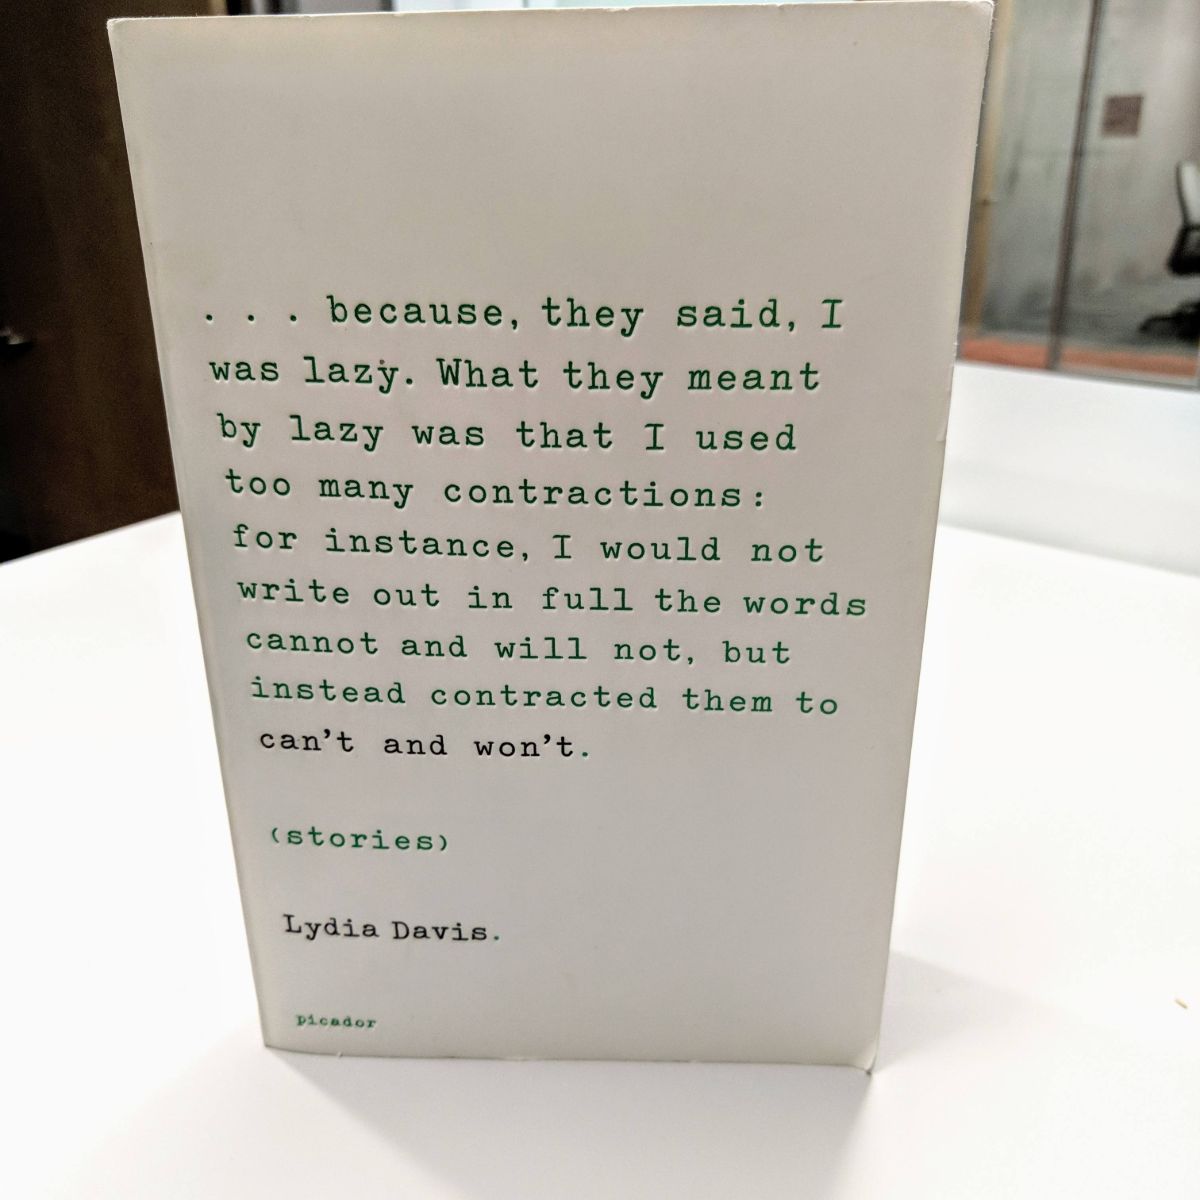 . . . because, they said, I
was lazy. What they meant
by lazy was that I used
too many contractions:
for instance, I would not
write out in full the words
cannot and will not, but
instead contracted them to
can't and won't.
(stories)
Lydia Davis.
picador